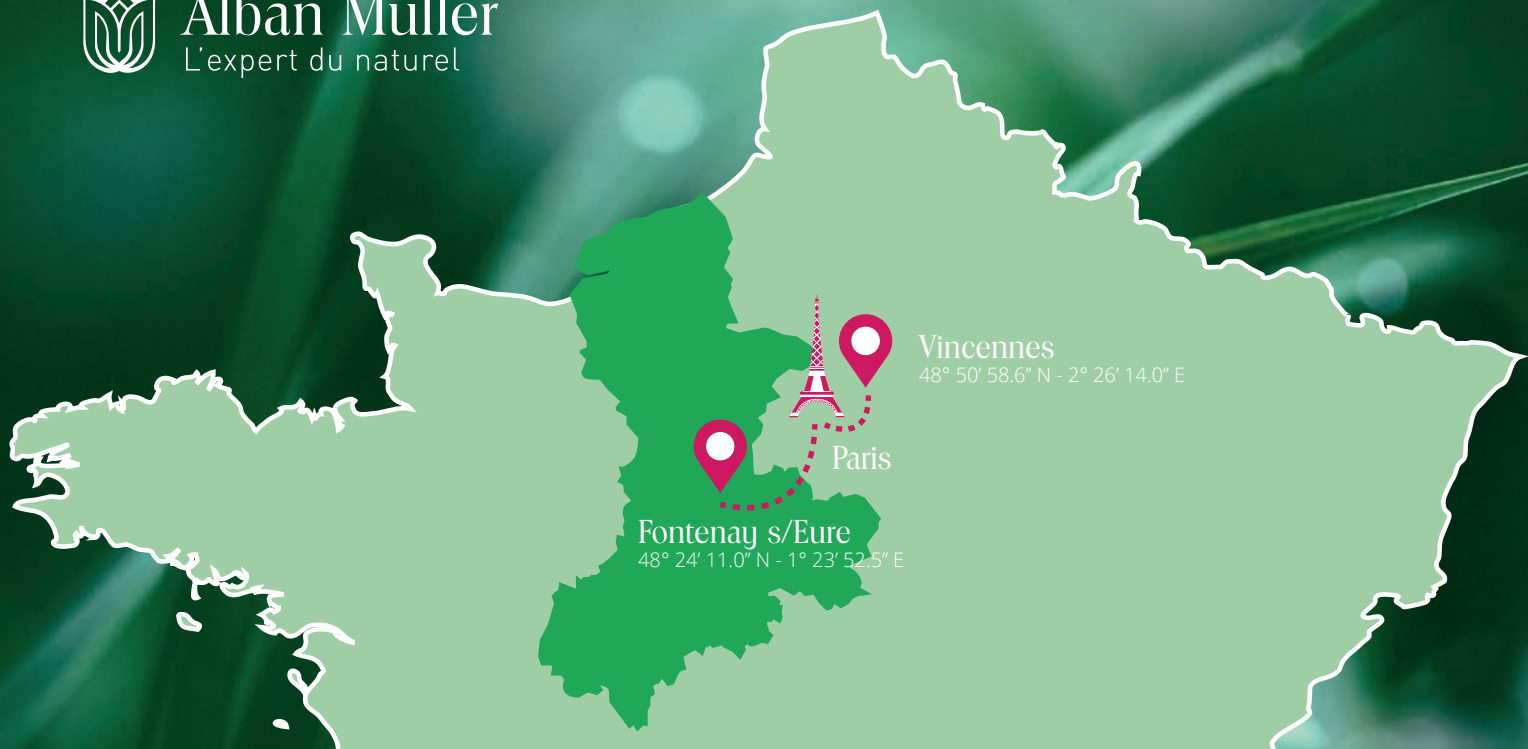 Alban Muller
L'expert du naturel
Vincennes
48° 50' 58.6" N - 2° 26' 14.0" E
Paris
Fontenay s/Eure
48° 24' 11.0" N - 1° 23' 52.5" E